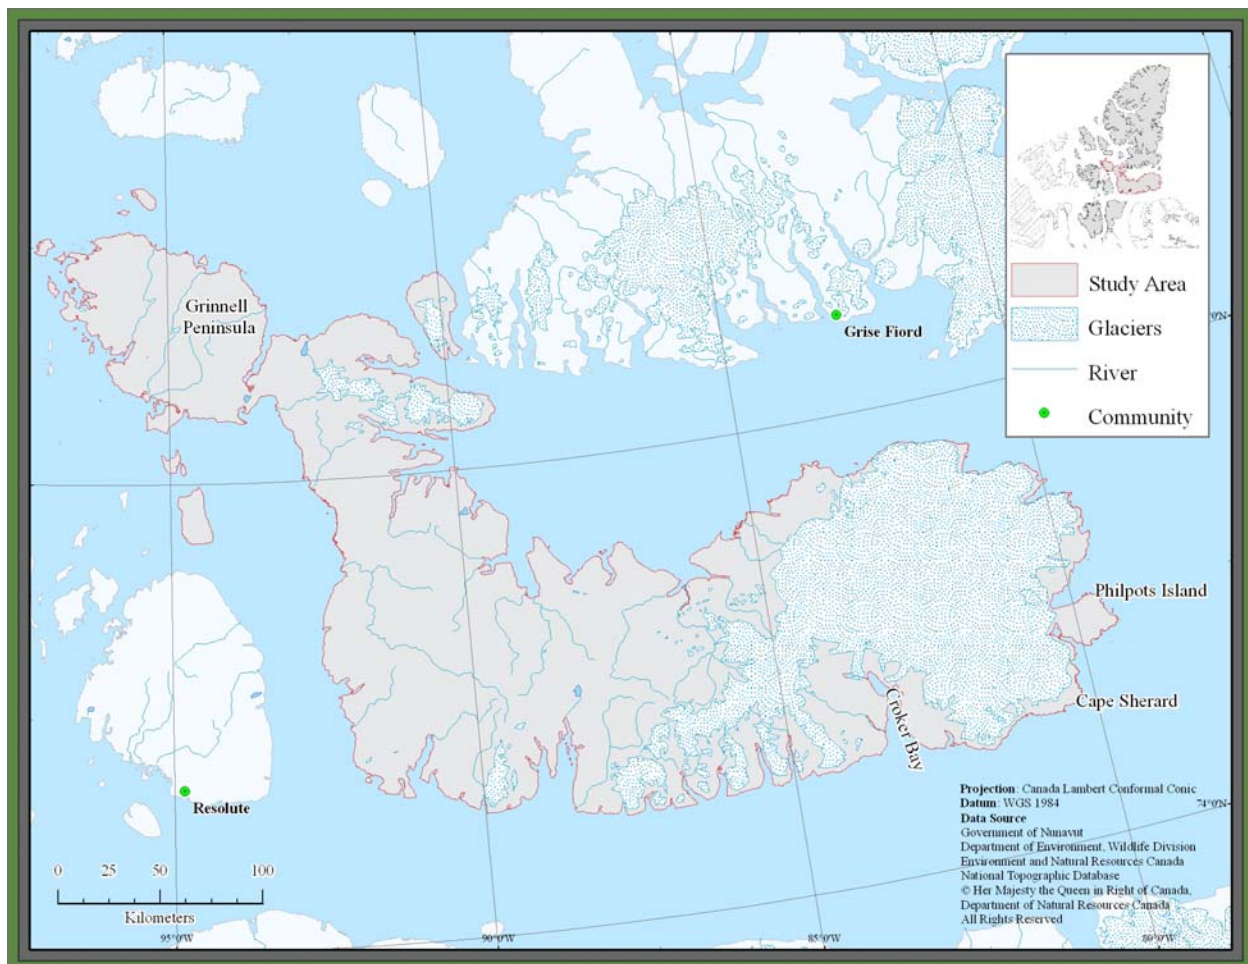 Grinnell
Peninsula
Grise Fiord
Study Area
Glaciers
River
Community
0°N
Philpots Island
Cape Sherard
Croker Bay
Resolute
0 25 50 100
Kilometers
Projection: Canada Lambert Conformal Conic
Datum: WGS 1984
Data Source
Government of Nunavut
Department of Environment, Wildlife Division
Environment and Natural Resources Canada
National Topographic Database
© Her Majesty the Queen in Right of Canada,
Department of Natural Resources Canada
All Rights Reserved
74°0'N
95°0'W
90°0'W
85°0'W
80°0'W